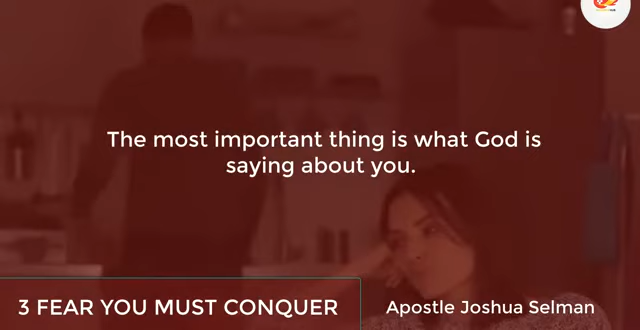 The most important thing is what God is
saying about you.
3 FEAR YOU MUST CONQUER
Apostle Joshua Selman